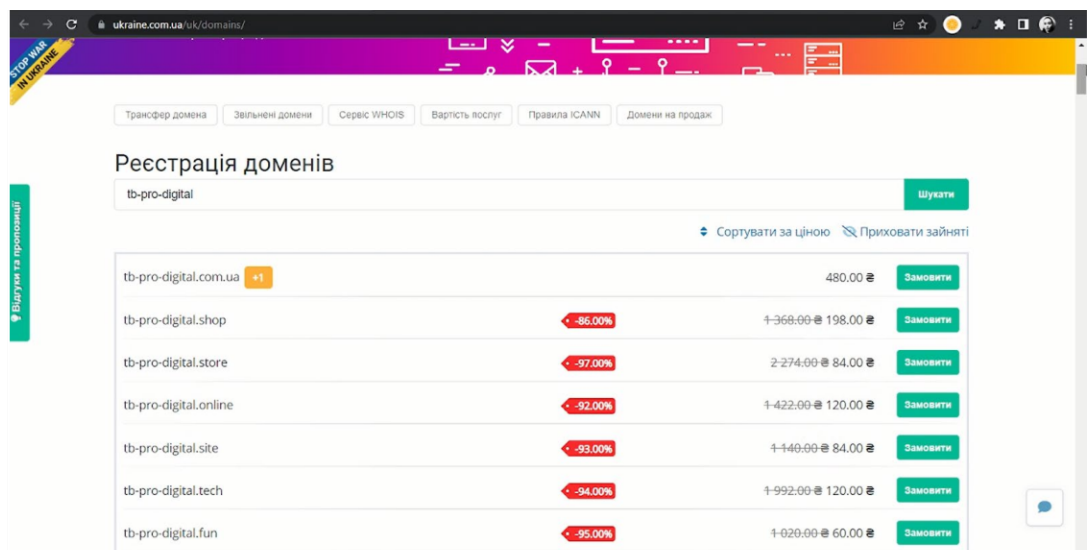 ukraine.com.ua/uk/domains/
STOP WAR
IN UKRAINE
Трансфер домена Звільнені домени Сервіс WHOIS Вартість послуг Правила ICANN Домени на продаж
Реєстрація доменів
tb-pro-digital Шукати
Відгуки та пропозиції
Сортувати за ціною Приховати зайняті
tb-pro-digital.com.ua +1 480.00 ₴ Замовити
tb-pro-digital.shop -86.00% 1 368.00 ₴ 198.00 ₴ Замовити
tb-pro-digital.store -97.00% 2 274.00 ₴ 84.00 ₴ Замовити
tb-pro-digital.online -92.00% 1 422.00 ₴ 120.00 ₴ Замовити
tb-pro-digital.site -93.00% 1 140.00 ₴ 84.00 ₴ Замовити
tb-pro-digital.tech -94.00% 1 992.00 ₴ 120.00 ₴ Замовити
tb-pro-digital.fun -95.00% 1 020.00 ₴ 60.00 ₴ Замовити